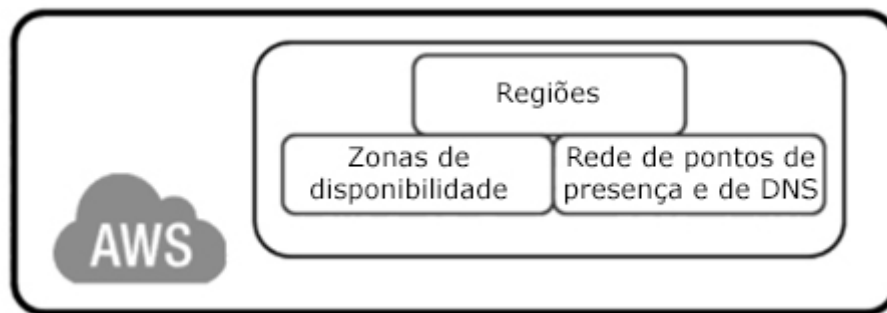 Regiões
Zonas de
disponibilidade
Rede de pontos de
presença e de DNS
AWS